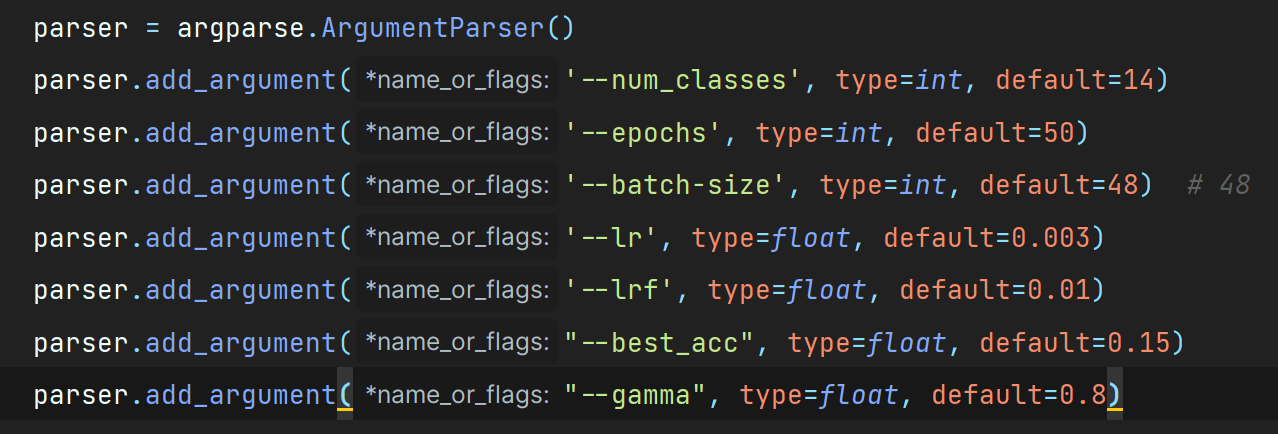 parser = argparse.ArgumentParser()
parser.add_argument(*name_or_flags: '--num_classes', type=int, default=14)
parser.add_argument(*name_or_flags: '--epochs', type=int, default=50)
parser.add_argument(*name_or_flags: '--batch-size', type=int, default=48)  # 48
parser.add_argument(*name_or_flags: '--lr', type=float, default=0.003)
parser.add_argument(*name_or_flags: '--lrf', type=float, default=0.01)
parser.add_argument(*name_or_flags: "--best_acc", type=float, default=0.15)
parser.add_argument(*name_or_flags: "--gamma", type=float, default=0.8)